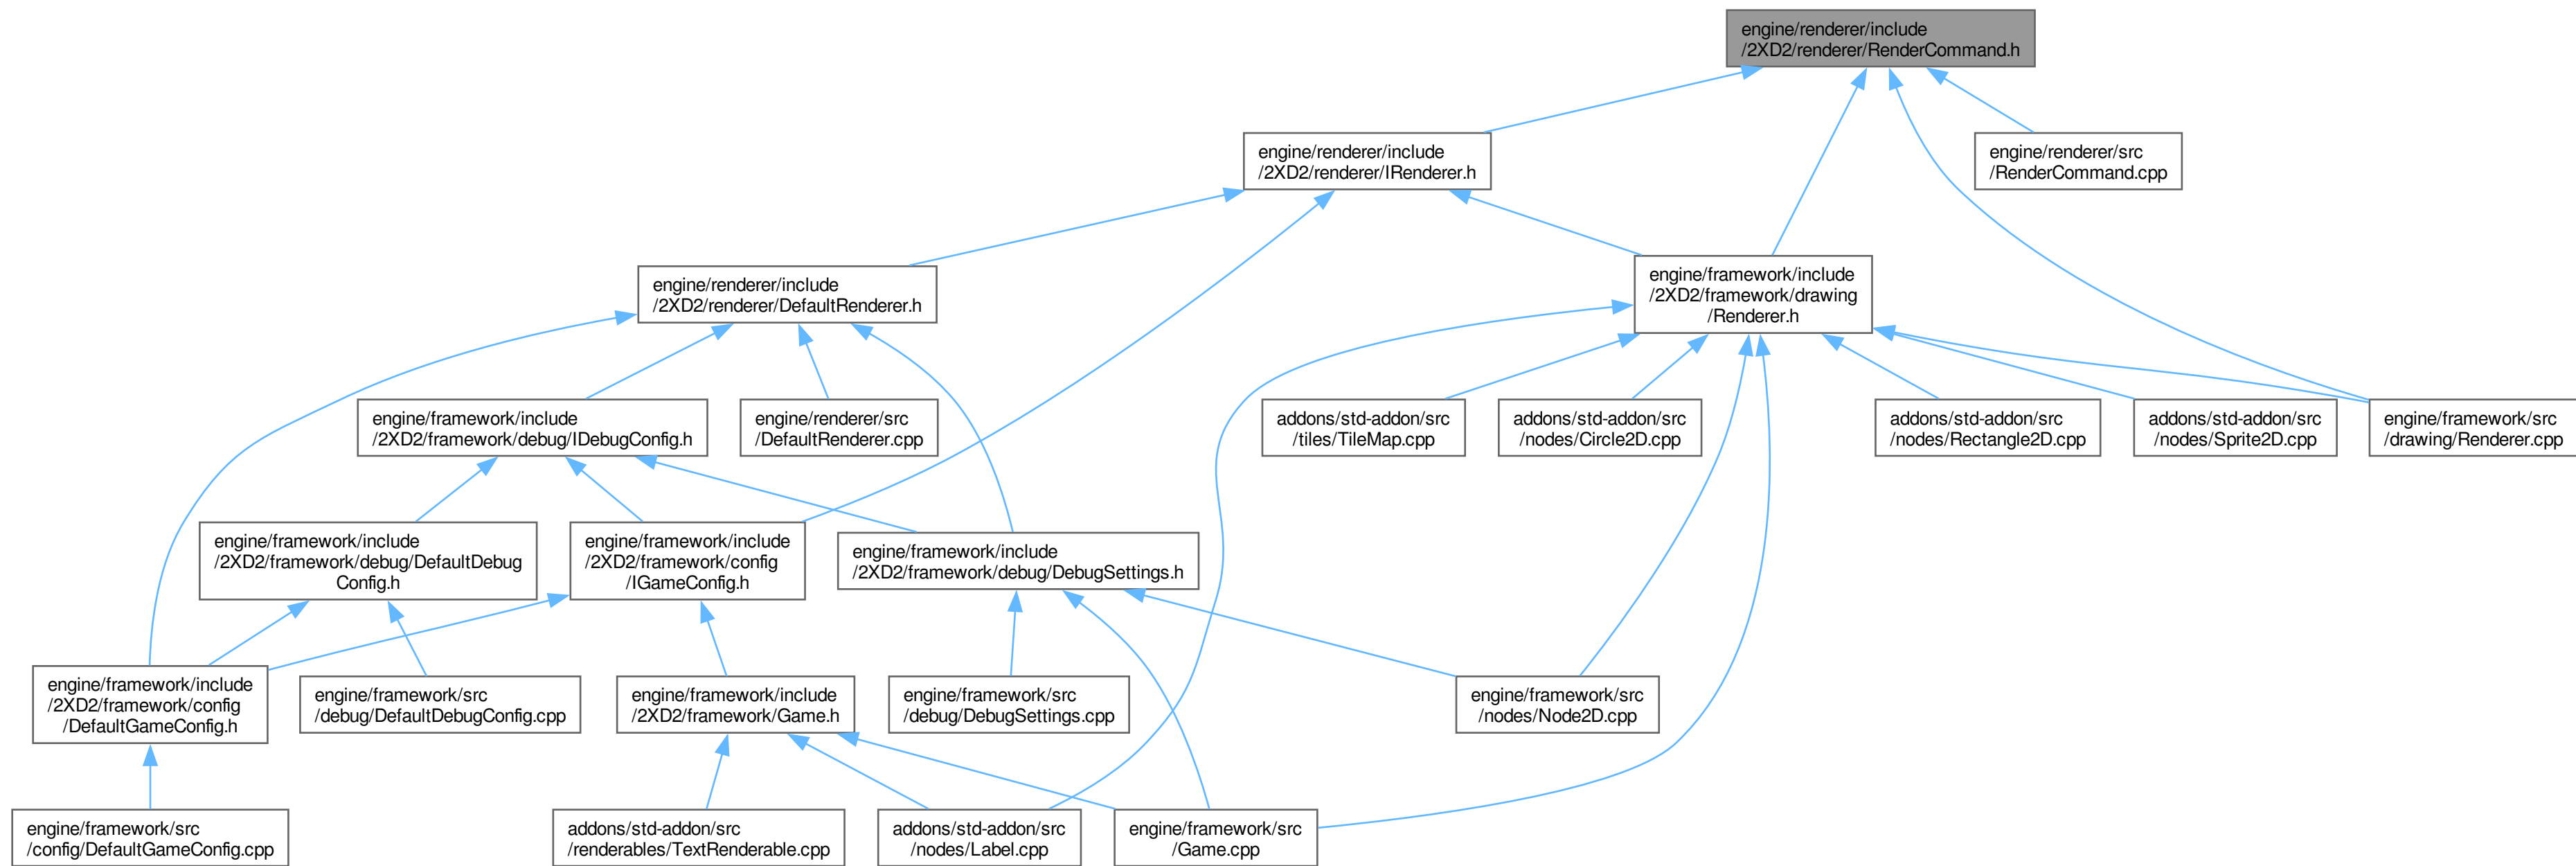 engine/renderer/include
/2XD2/renderer/RenderCommand.h
engine/renderer/include
/2XD2/renderer/IRenderer.h
engine/renderer/src
/RenderCommand.cpp
engine/renderer/include
/2XD2/renderer/DefaultRenderer.h
engine/framework/include
/2XD2/framework/drawing
/Renderer.h
engine/framework/include
/2XD2/framework/debug/IDebugConfig.h
engine/renderer/src
/DefaultRenderer.cpp
addons/std-addon/src
/tiles/TileMap.cpp
addons/std-addon/src
/nodes/Circle2D.cpp
addons/std-addon/src
/nodes/Rectangle2D.cpp
addons/std-addon/src
/nodes/Sprite2D.cpp
engine/framework/src
/drawing/Renderer.cpp
engine/framework/include
/2XD2/framework/debug/DefaultDebug
Config.h
engine/framework/include
/2XD2/framework/config
/IGameConfig.h
engine/framework/include
/2XD2/framework/debug/DebugSettings.h
engine/framework/include
/2XD2/framework/config
/DefaultGameConfig.h
engine/framework/src
/debug/DefaultDebugConfig.cpp
engine/framework/include
/2XD2/framework/Game.h
engine/framework/src
/debug/DebugSettings.cpp
engine/framework/src
/nodes/Node2D.cpp
engine/framework/src
/config/DefaultGameConfig.cpp
addons/std-addon/src
/renderables/TextRenderable.cpp
addons/std-addon/src
/nodes/Label.cpp
engine/framework/src
/Game.cpp